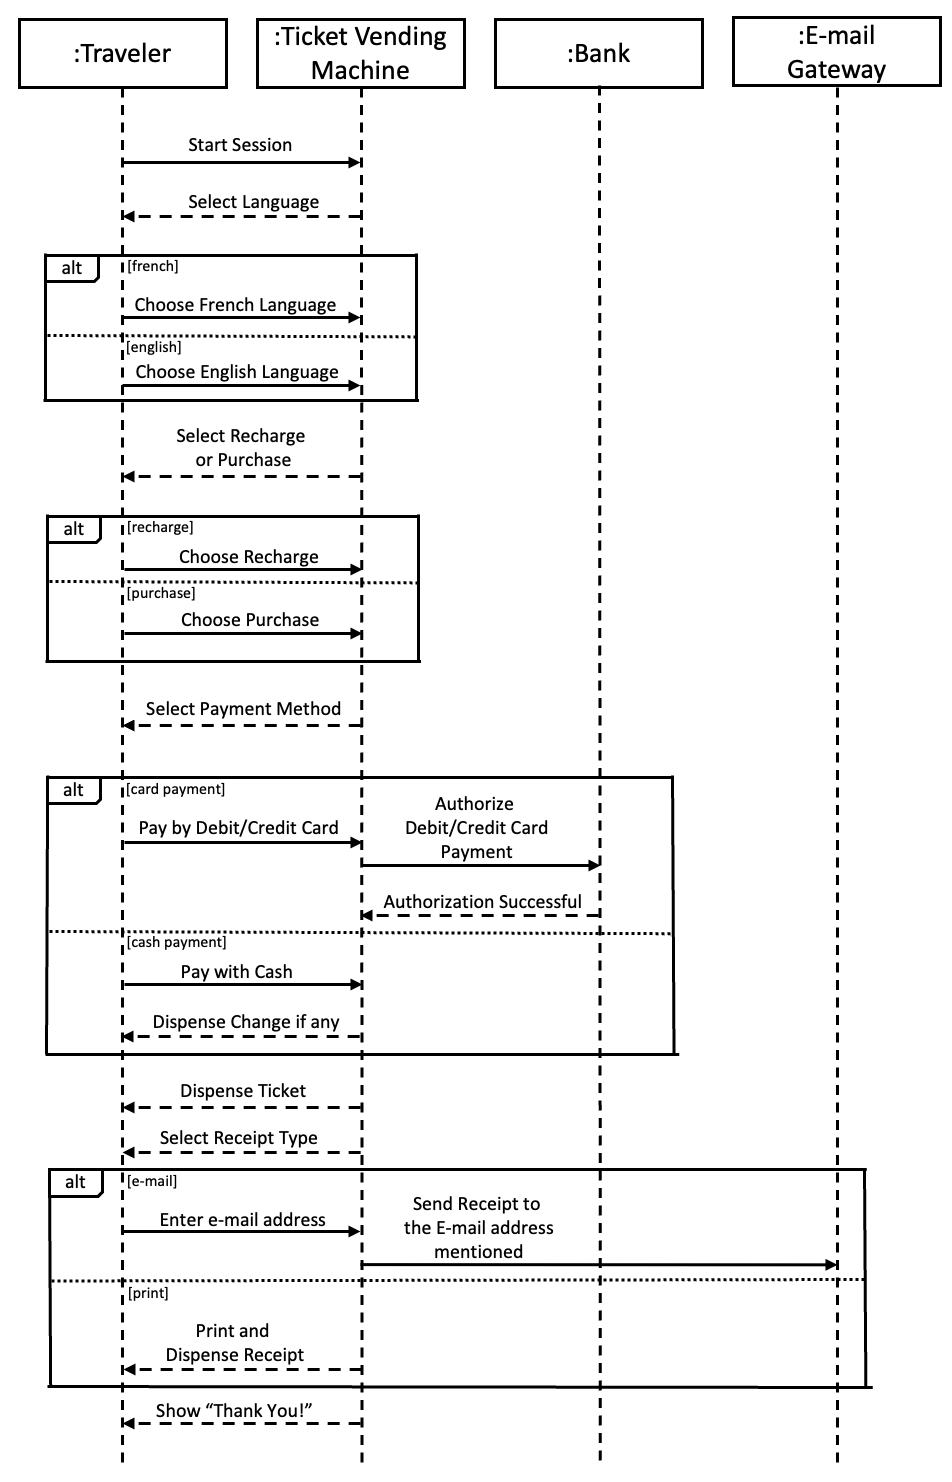 :Traveler
:Ticket Vending
Machine
:Bank
:E-mail
Gateway
Start Session
Select Language
alt
[french]
Choose French Language
[english]
Choose English Language
Select Recharge
or Purchase
alt
[recharge]
Choose Recharge
[purchase]
Choose Purchase
Select Payment Method
alt
[card payment]
Pay by Debit/Credit Card
Authorize
Debit/Credit Card
Payment
Authorization Successful
[cash payment]
Pay with Cash
Dispense Change if any
Dispense Ticket
Select Receipt Type
alt
[e-mail]
Enter e-mail address
Send Receipt to
the E-mail address
mentioned
[print]
Print and
Dispense Receipt
Show “Thank You!”